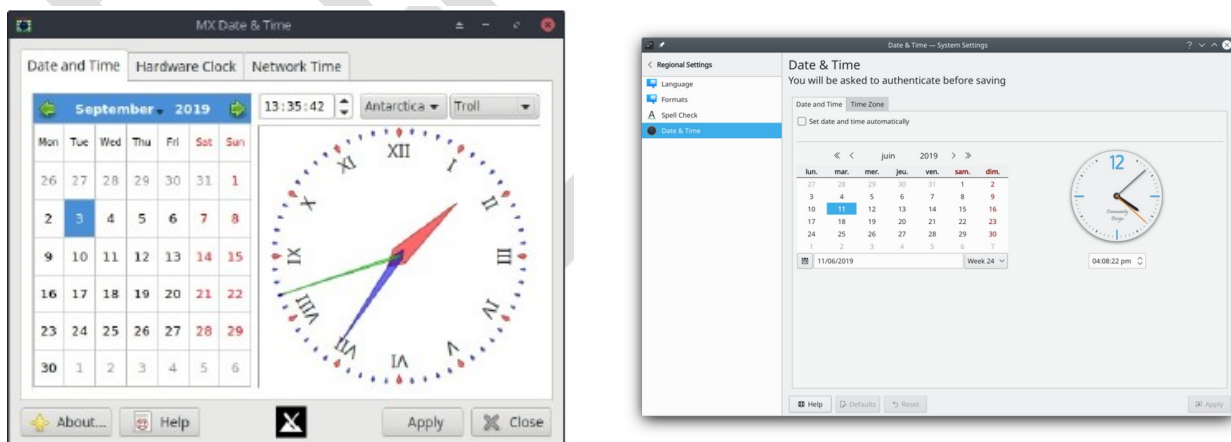 MX Date & Time
Date and Time Hardware Clock Network Time
September 2019
13:35:42 Antarctica Troll
Mon Tue Wed Thu Fri Sat Sun
26 27 28 29 30 31 1
2 3 4 5 6 7 8
9 10 11 12 13 14 15
16 17 18 19 20 21 22
23 24 25 26 27 28 29
30 1 2 3 4 5 6
XII
I
II
III
IV
V
VI
VII
VIII
IX
X
XI
About... Help Apply Close
Date & Time — System Settings
Regional Settings
Language
Formats
Spell Check
Date & Time
Date & Time
You will be asked to authenticate before saving
Date and Time Time Zone
Set date and time automatically
juin 2019
lun. mar. mer. jeu. ven. sam. dim.
27 28 29 30 31 1 2
3 4 5 6 7 8 9
10 11 12 13 14 15 16
17 18 19 20 21 22 23
24 25 26 27 28 29 30
1 2 3 4 5 6 7
11/06/2019 Week 24
12
Community
Design
04:08:22 pm
Help Defaults Reset Apply